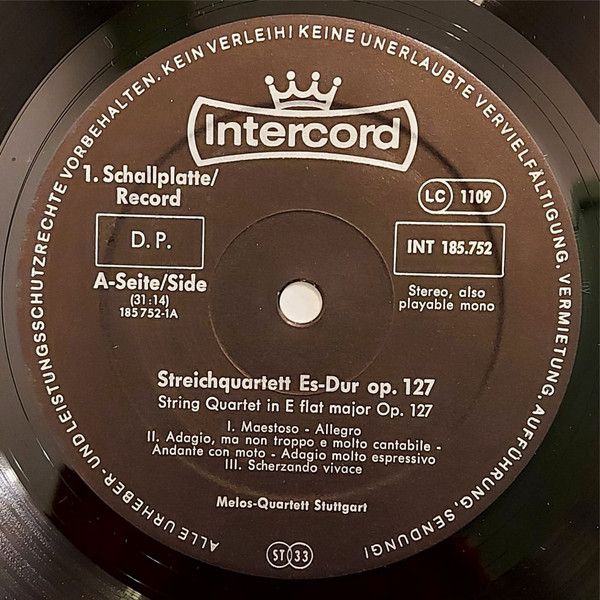 ALLE URHEBER- UND LEISTUNGSSCHUTZRECHTE VORBEHALTEN. KEIN VERLEIH! KEINE UNERLAUBTE VERVIELFÄLTIGUNG, VERMIETUNG, AUFFÜHRUNG, SENDUNG!
Intercord
1. Schallplatte/
Record
LC 1109
D.P.
INT 185.752
A-Seite/Side
(31:14)
185 752-1A
Stereo, also
playable mono
Streichquartett Es-Dur op. 127
String Quartet in E flat major Op. 127
I. Maestoso - Allegro
II. Adagio, ma non troppo e molto cantabile -
Andante con moto - Adagio molto espressivo
III. Scherzando vivace
Melos-Quartett Stuttgart
ST 33